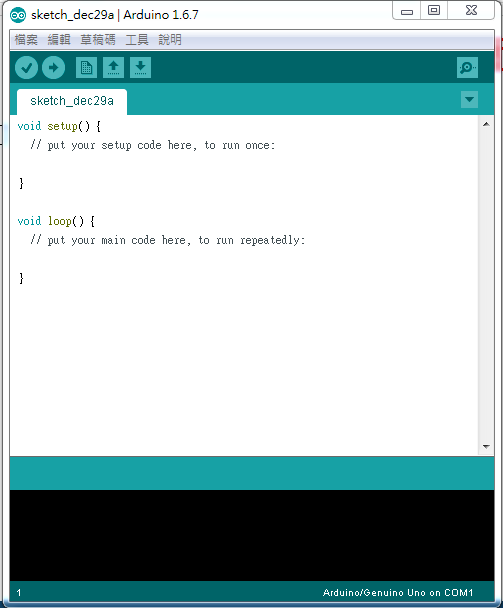 sketch_dec29a | Arduino 1.6.7
檔案 編輯 草稿碼 工具 說明
sketch_dec29a
void setup() {
  // put your setup code here, to run once:
}
void loop() {
  // put your main code here, to run repeatedly:
}
1 Arduino/Genuino Uno on COM1